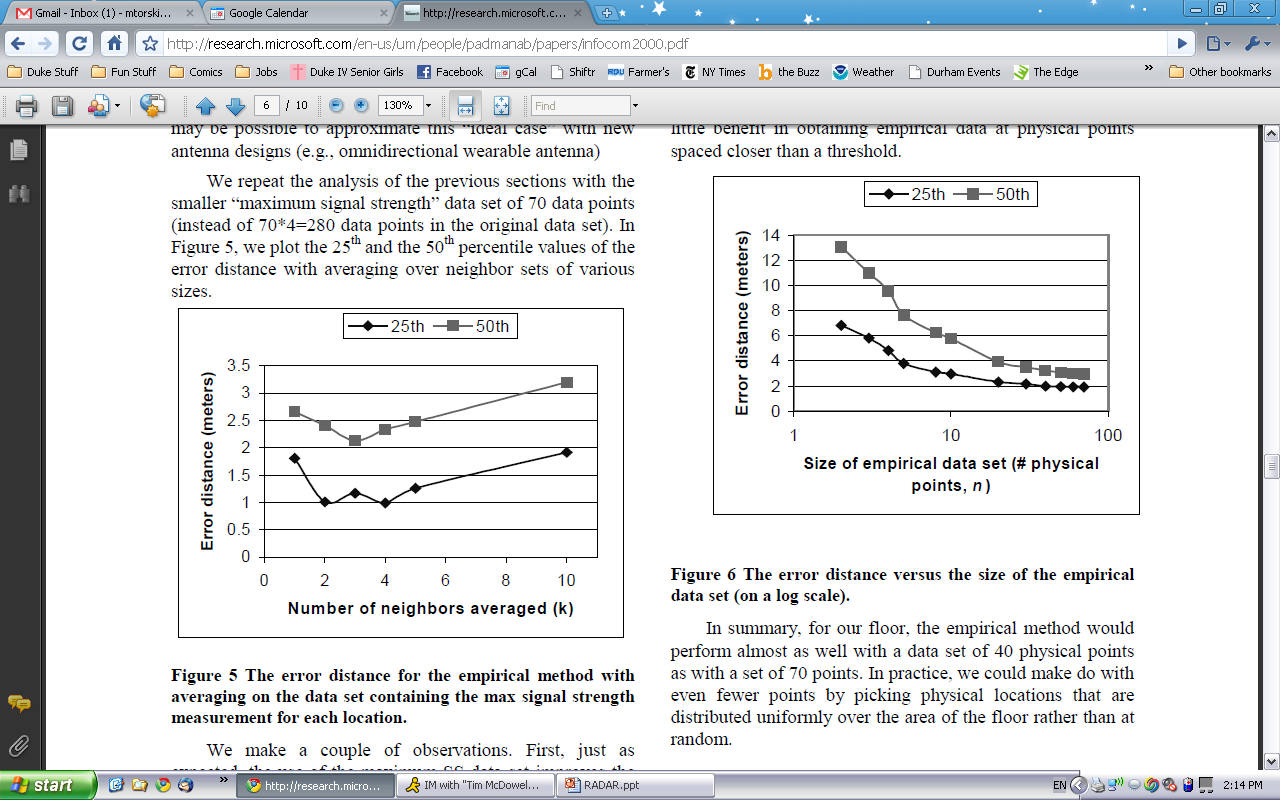 Gmail - Inbox (1) - mtorski...
Google Calendar
http://research.microsoft.c...
http://research.microsoft.com/en-us/um/people/padmanab/papers/infocom2000.pdf
Duke Stuff Fun Stuff Comics Jobs Duke IV Senior Girls Facebook gCal Shiftr Farmer's NY Times the Buzz Weather Durham Events The Edge » Other bookmarks
6 / 10 130% Find
may be possible to approximate this "ideal case" with new
antenna designs (e.g., omnidirectional wearable antenna)
We repeat the analysis of the previous sections with the
smaller “maximum signal strength” data set of 70 data points
(instead of 70*4=280 data points in the original data set). In
Figure 5, we plot the 25th and the 50th percentile values of the
error distance with averaging over neighbor sets of various
sizes.
25th 50th
Error distance (meters)
3.5
3
2.5
2
1.5
1
0.5
0
0 2 4 6 8 10
Number of neighbors averaged (k)
Figure 5 The error distance for the empirical method with
averaging on the data set containing the max signal strength
measurement for each location.
We make a couple of observations. First, just as
expected, the use of the maximum SS data set improves the
little benefit in obtaining empirical data at physical points
spaced closer than a threshold.
25th 50th
Error distance (meters)
14
12
10
8
6
4
2
0
1 10 100
Size of empirical data set (# physical
points, n)
Figure 6 The error distance versus the size of the empirical
data set (on a log scale).
In summary, for our floor, the empirical method would
perform almost as well with a data set of 40 physical points
as with a set of 70 points. In practice, we could make do with
even fewer points by picking physical locations that are
distributed uniformly over the area of the floor rather than at
random.
start » http://research.micro... IM with "Tim McDowel... RADAR.ppt EN 2:14 PM